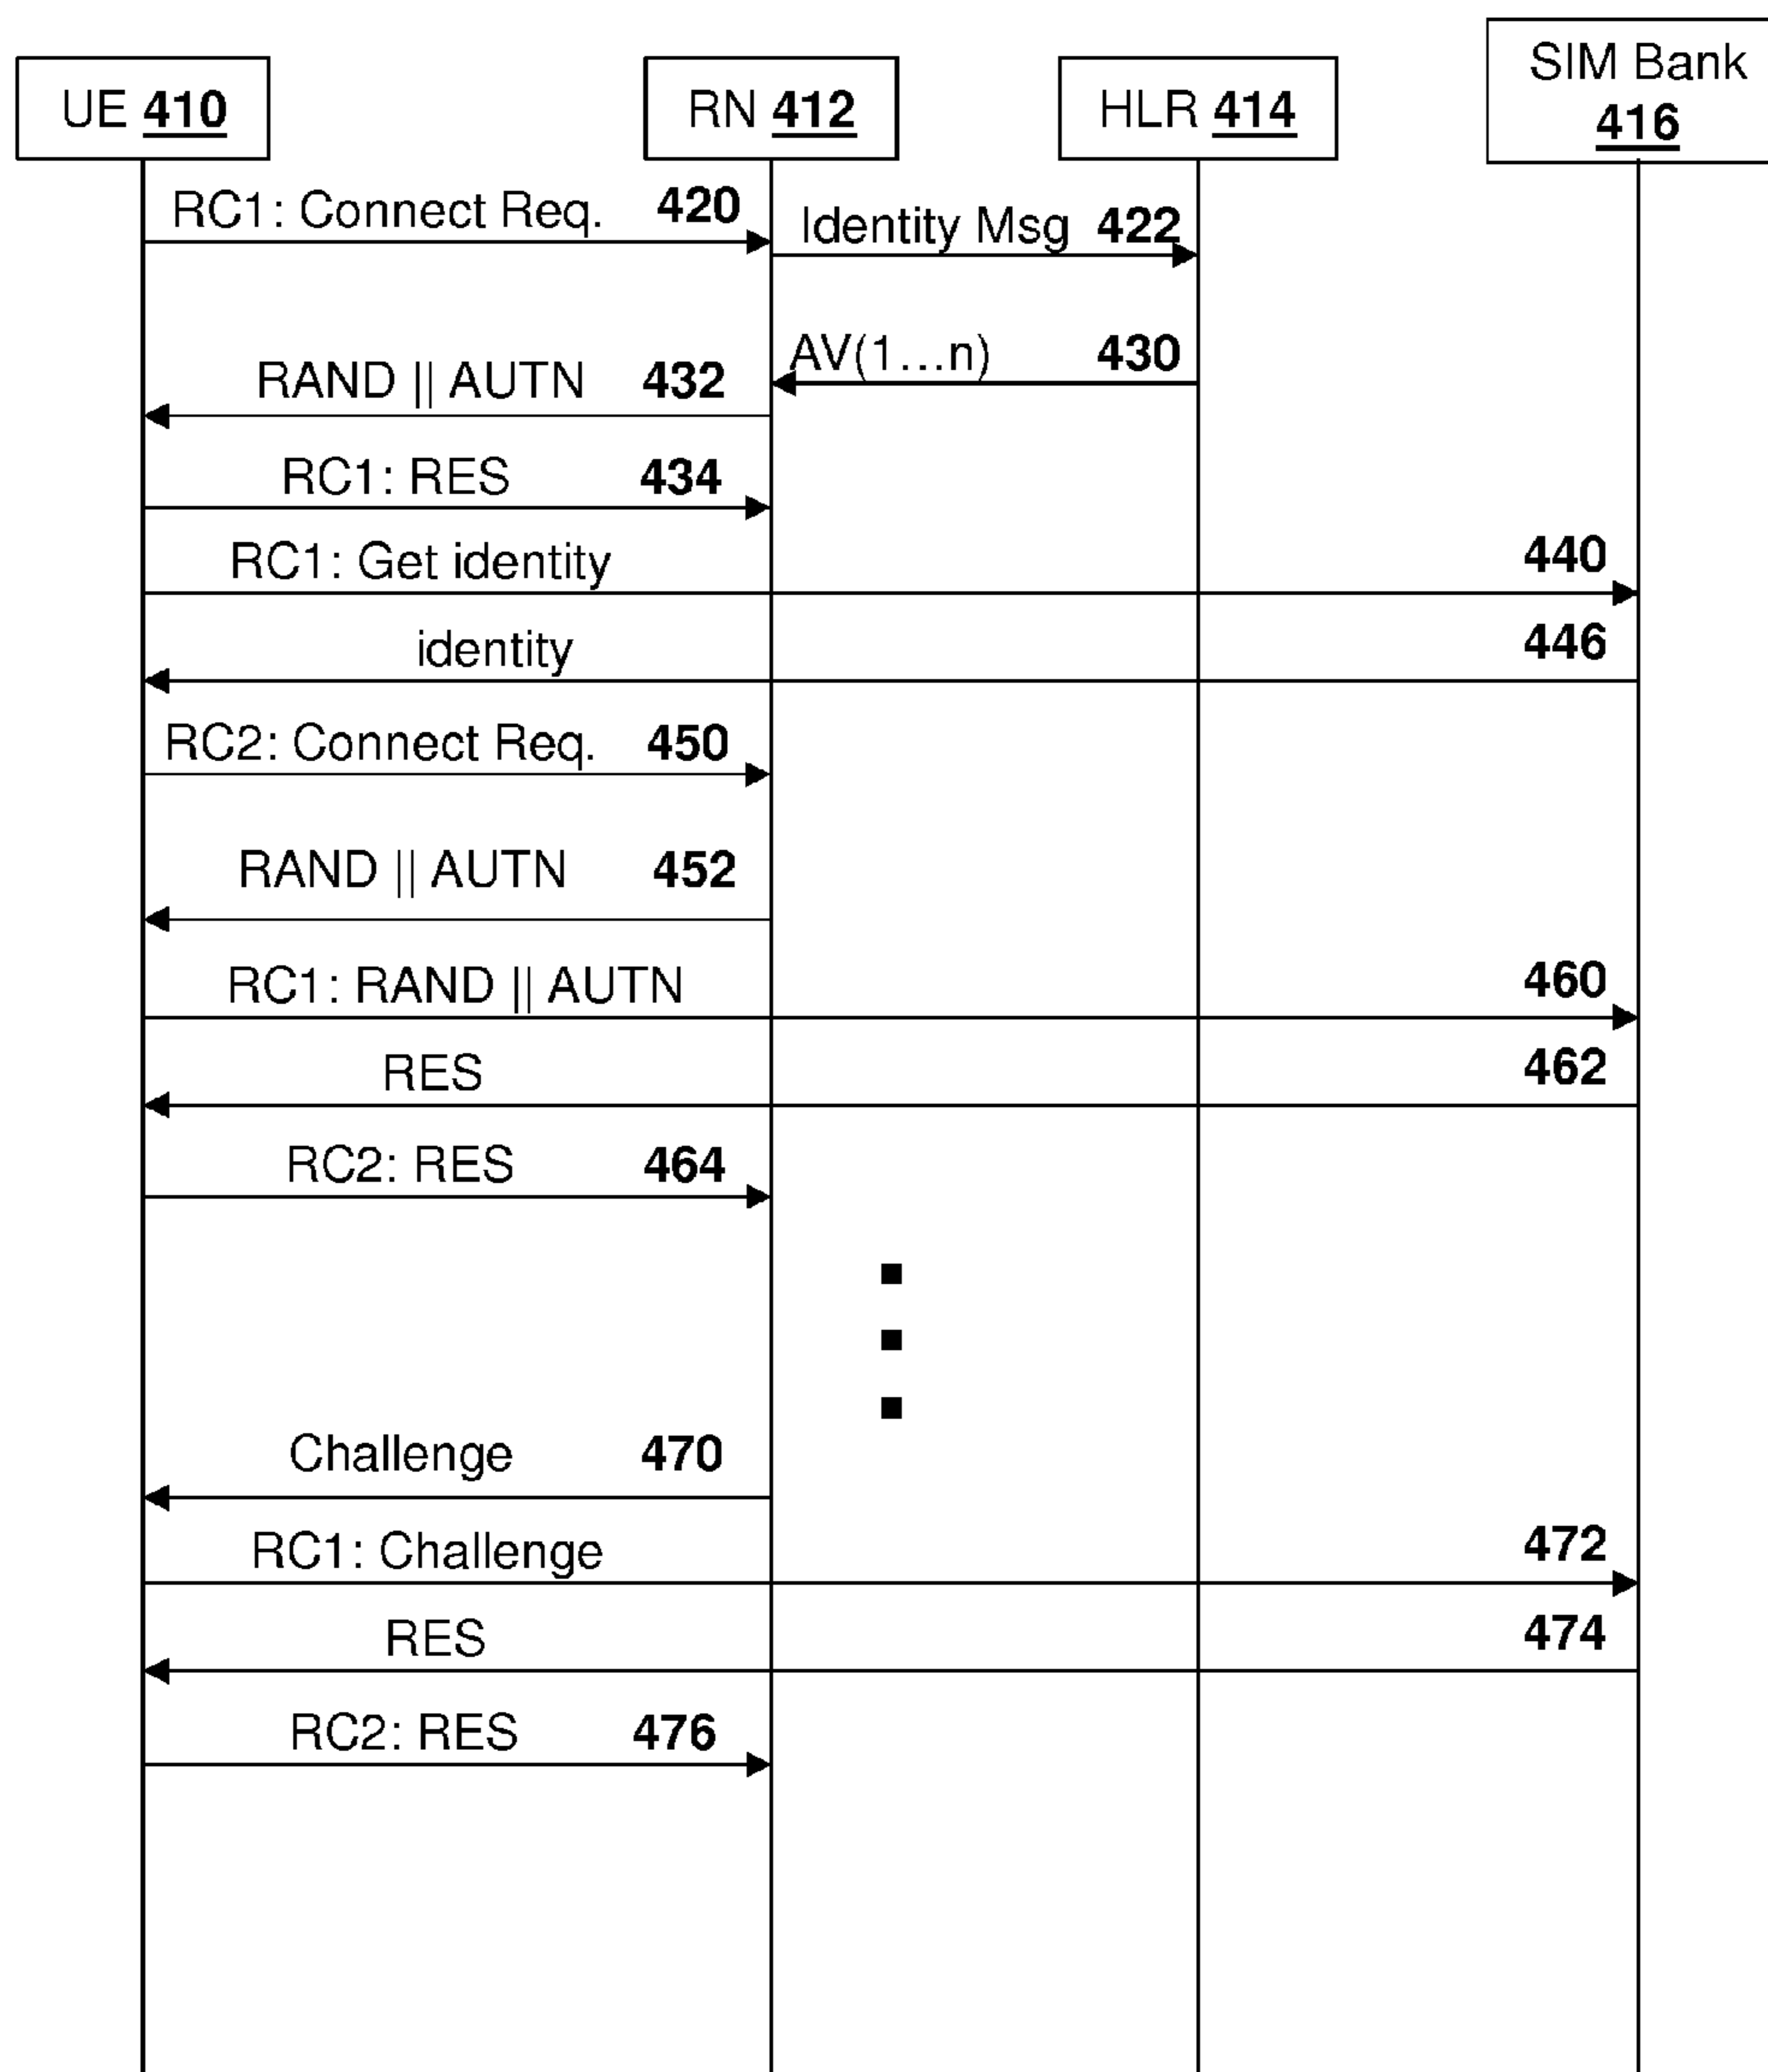 UE 410
RN 412
HLR 414
SIM Bank
416
RC1: Connect Req. 420
Identity Msg 422
AV(1...n) 430
RAND || AUTN 432
RC1: RES 434
RC1: Get identity 440
identity 446
RC2: Connect Req. 450
RAND || AUTN 452
RC1: RAND || AUTN 460
RES 462
RC2: RES 464
Challenge 470
RC1: Challenge 472
RES 474
RC2: RES 476